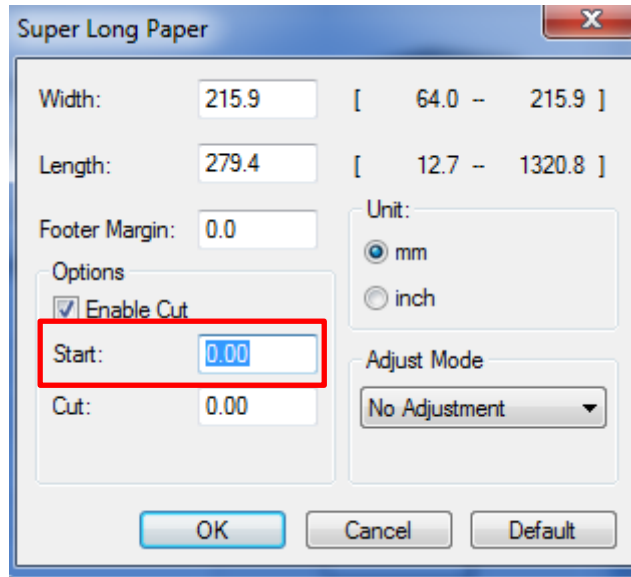 Super Long Paper
x
Width: 215.9 [ 64.0 -- 215.9 ]
Length: 279.4 [ 12.7 -- 1320.8 ]
Footer Margin: 0.0
Unit:
mm
inch
Options
Enable Cut
Start: 0.00
Cut: 0.00
Adjust Mode
No Adjustment
OK Cancel Default